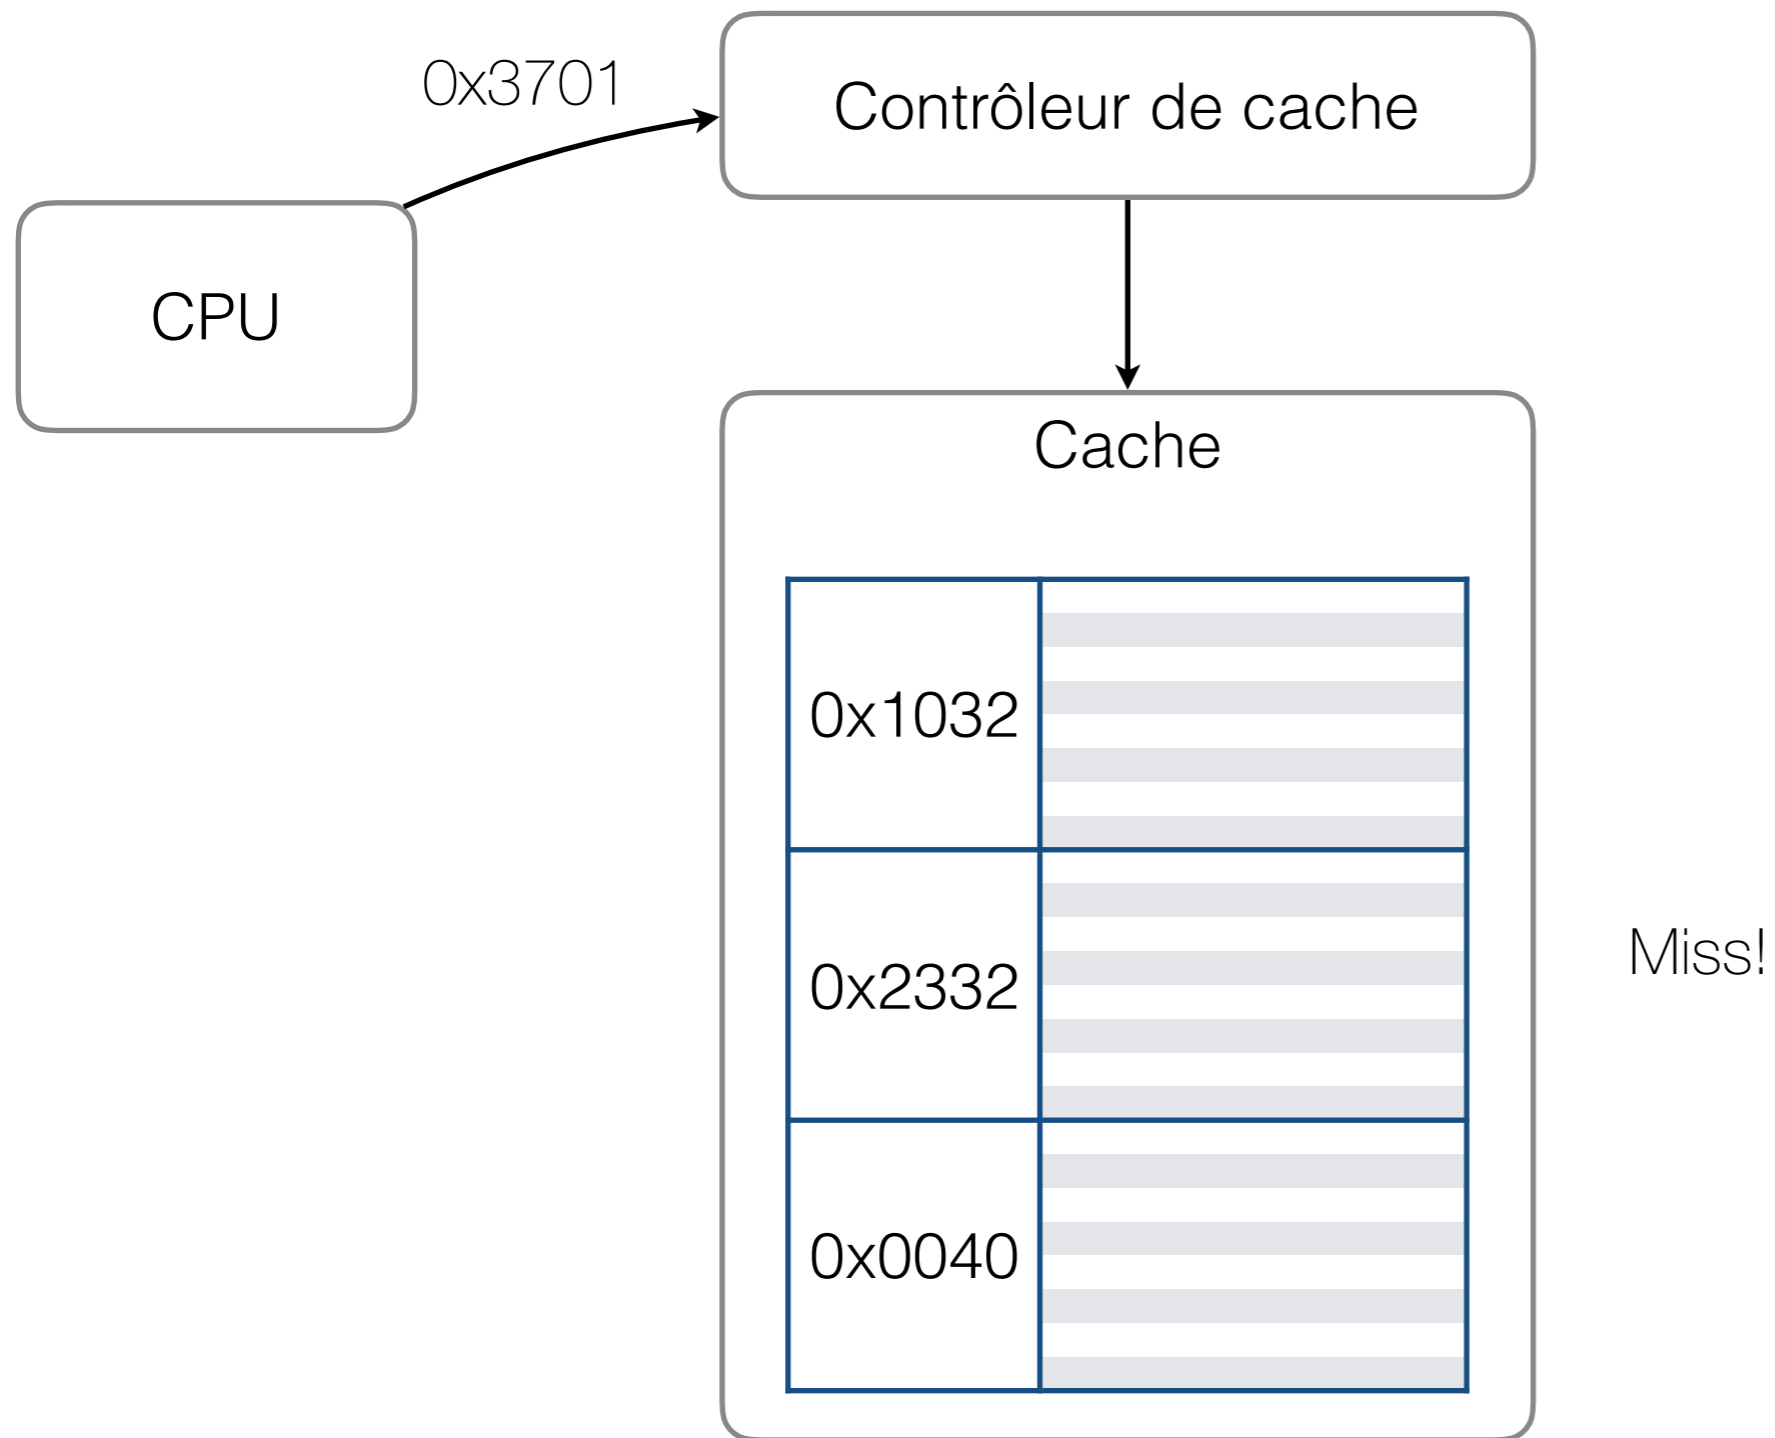 0x3701
Contrôleur de cache
CPU
Cache
0x1032
0x2332
Miss!
0x0040